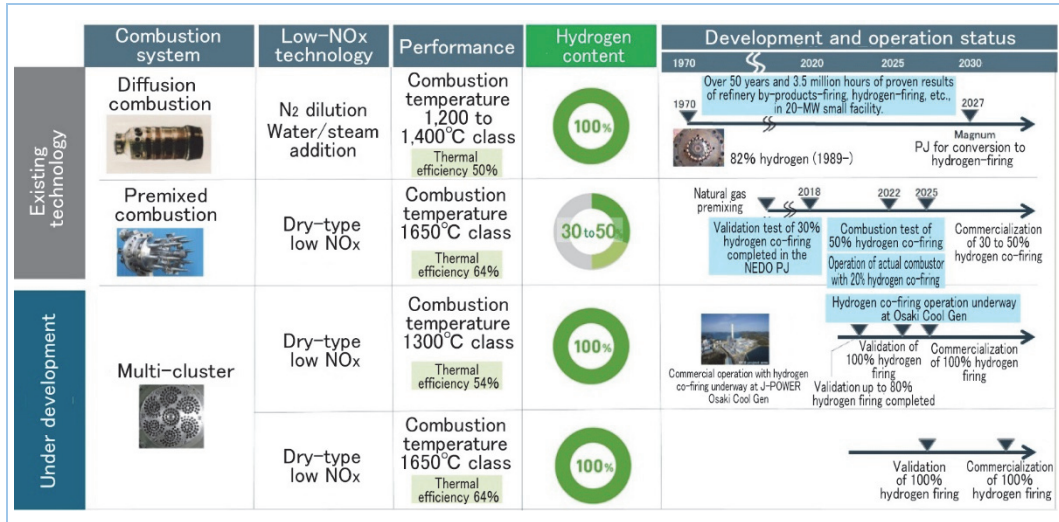 Combustion
system
Low-NOx
technology
Performance
Hydrogen
content
Development and operation status
1970
2020
2025
2030
Existing
technology
Diffusion
combustion
N2 dilution
Water/steam
addition
Combustion
temperature
1,200 to
1,400℃ class
Thermal
efficiency 50%
100%
Over 50 years and 3.5 million hours of proven results
of refinery by-products-firing, hydrogen-firing, etc.,
in 20-MW small facility.
1970
2027
82% hydrogen (1989-)
Magnum
PJ for conversion to
hydrogen-firing
Premixed
combustion
Dry-type
low NOx
Combustion
temperature
1650℃ class
Thermal
efficiency 64%
30 to 50%
Natural gas
premixing
2018
2022
2025
Validation test of 30%
hydrogen co-firing
completed in the
NEDO PJ
Combustion test of
50% hydrogen co-firing
Operation of actual combustor
with 20% hydrogen co-firing
Commercialization
of 30 to 50%
hydrogen co-firing
Under development
Multi-cluster
Dry-type
low NOx
Combustion
temperature
1300℃ class
Thermal
efficiency 54%
100%
Hydrogen co-firing operation underway
at Osaki Cool Gen
Commercial operation with hydrogen
co-firing underway at J-POWER
Osaki Cool Gen
Validation of
100% hydrogen
firing
Commercialization
of 100% hydrogen
firing
Validation up to 80%
hydrogen firing completed
Dry-type
low NOx
Combustion
temperature
1650℃ class
Thermal
efficiency 64%
100%
Validation
of 100%
hydrogen firing
Commercialization
of 100%
hydrogen firing